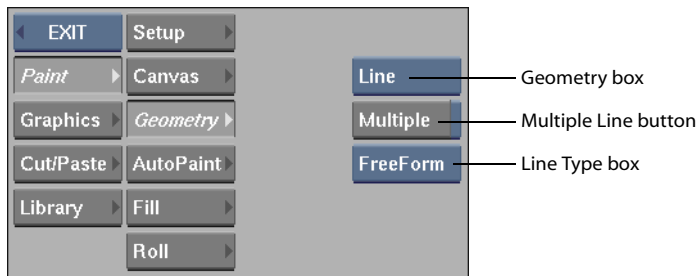 EXIT
Setup
Paint
Canvas
Line
Geometry box
Graphics
Geometry
Multiple
Multiple Line button
Cut/Paste
AutoPaint
FreeForm
Line Type box
Library
Fill
Roll